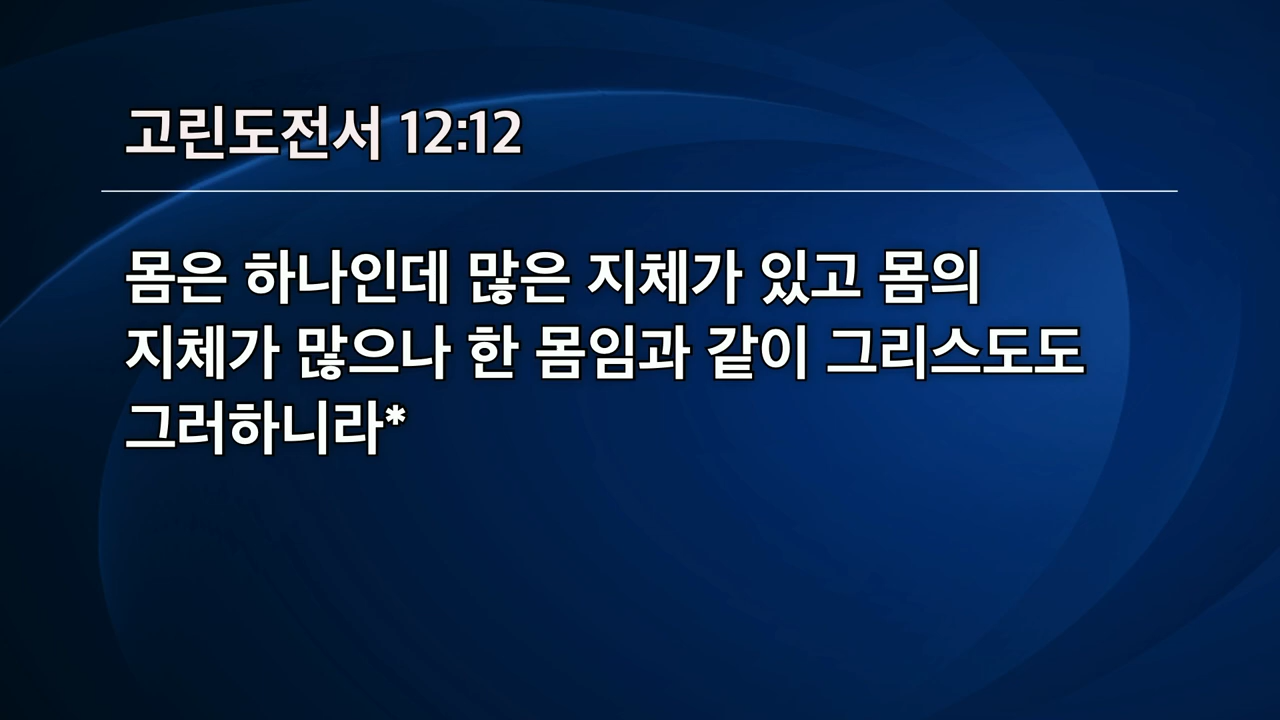 고린도전서 12:12
몸은 하나인데 많은 지체가 있고 몸의
지체가 많으나 한 몸임과 같이 그리스도도
그러하니라*